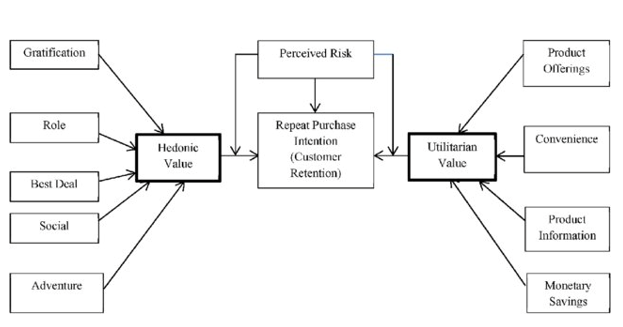 Gratification
Role
Best Deal
Social
Adventure
Hedonic
Value
Perceived Risk
Repeat Purchase
Intention
(Customer
Retention)
Utilitarian
Value
Product
Offerings
Convenience
Product
Information
Monetary
Savings